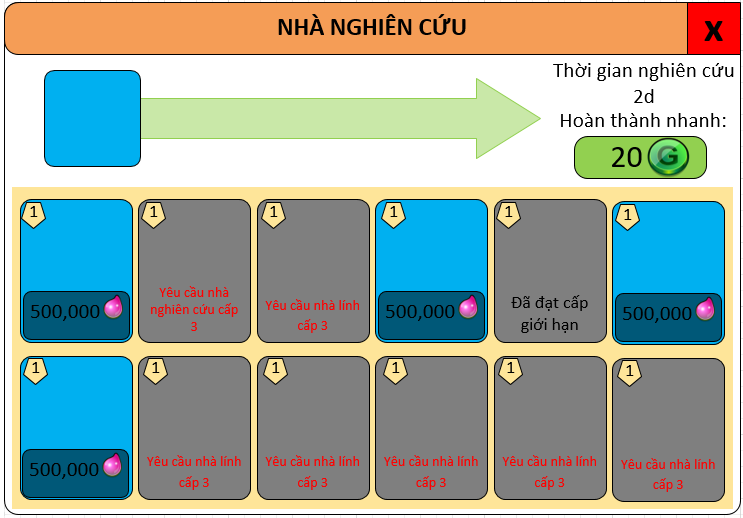 NHÀ NGHIÊN CỨU
X
Thời gian nghiên cứu
2d
Hoàn thành nhanh:
20 G
1
500,000
1
Yêu cầu nhà
nghiên cứu cấp
3
1
Yêu cầu nhà lính
cấp 3
1
500,000
1
Đã đạt cấp
giới hạn
1
500,000
1
500,000
1
Yêu cầu nhà lính
cấp 3
1
Yêu cầu nhà lính
cấp 3
1
Yêu cầu nhà lính
cấp 3
1
Yêu cầu nhà lính
cấp 3
1
Yêu cầu nhà lính
cấp 3